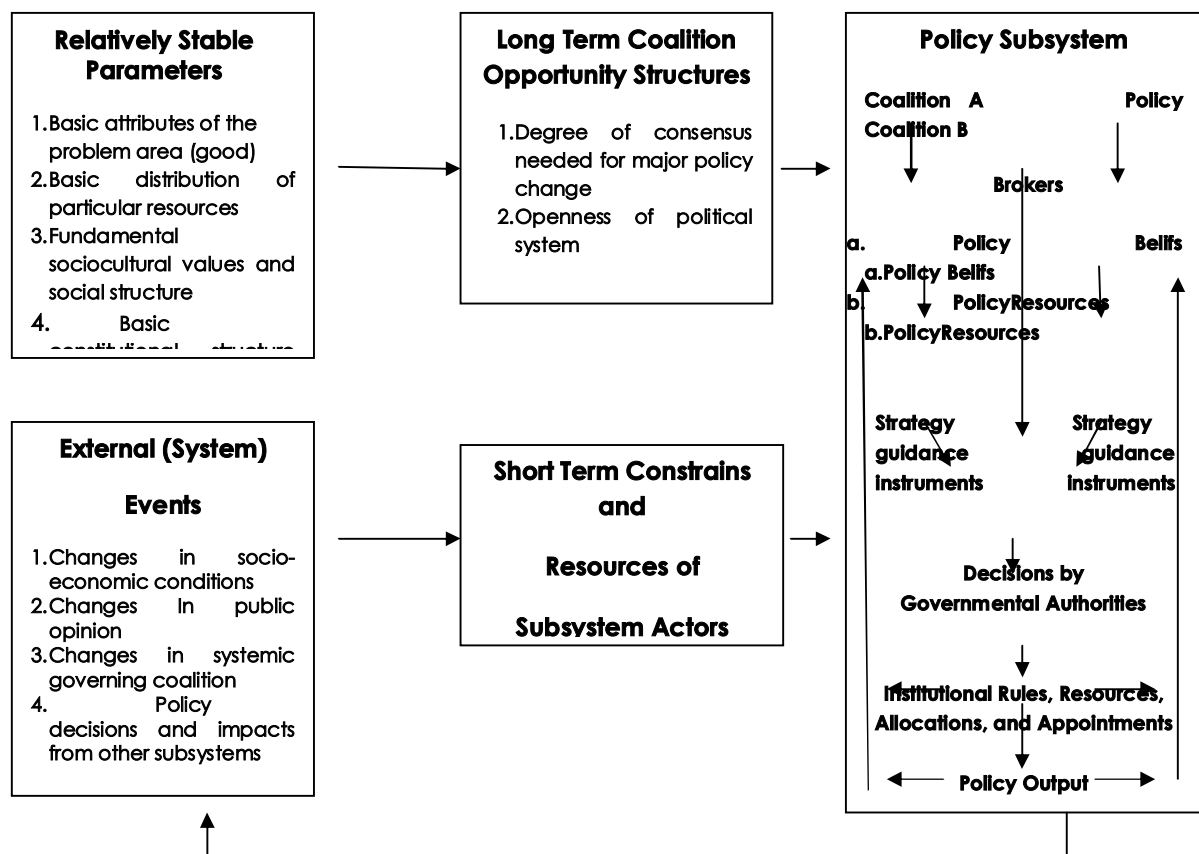 Relatively Stable
Parameters
1.Basic attributes of the
problem area (good)
2.Basic distribution of
particular resources
3.Fundamental
sociocultural values and
social structure
4. Basic
constitutional structure
Long Term Coalition
Opportunity Structures
1.Degree of consensus
needed for major policy
change
2.Openness of political
system
External (System)
Events
1.Changes in socio-
economic conditions
2.Changes In public
opinion
3.Changes in systemic
governing coalition
4. Policy
decisions and impacts
from other subsystems
Short Term Constrains
and
Resources of
Subsystem Actors
Policy Subsystem
Coalition A Policy
Coalition B
Brokers
a. Policy Belifs
a.Policy Belifs
b. PolicyResources
b.PolicyResources
Strategy Strategy
guidance guidance
instruments instruments
Decisions by
Governmental Authorities
Institutional Rules, Resources,
Allocations, and Appointments
Policy Output